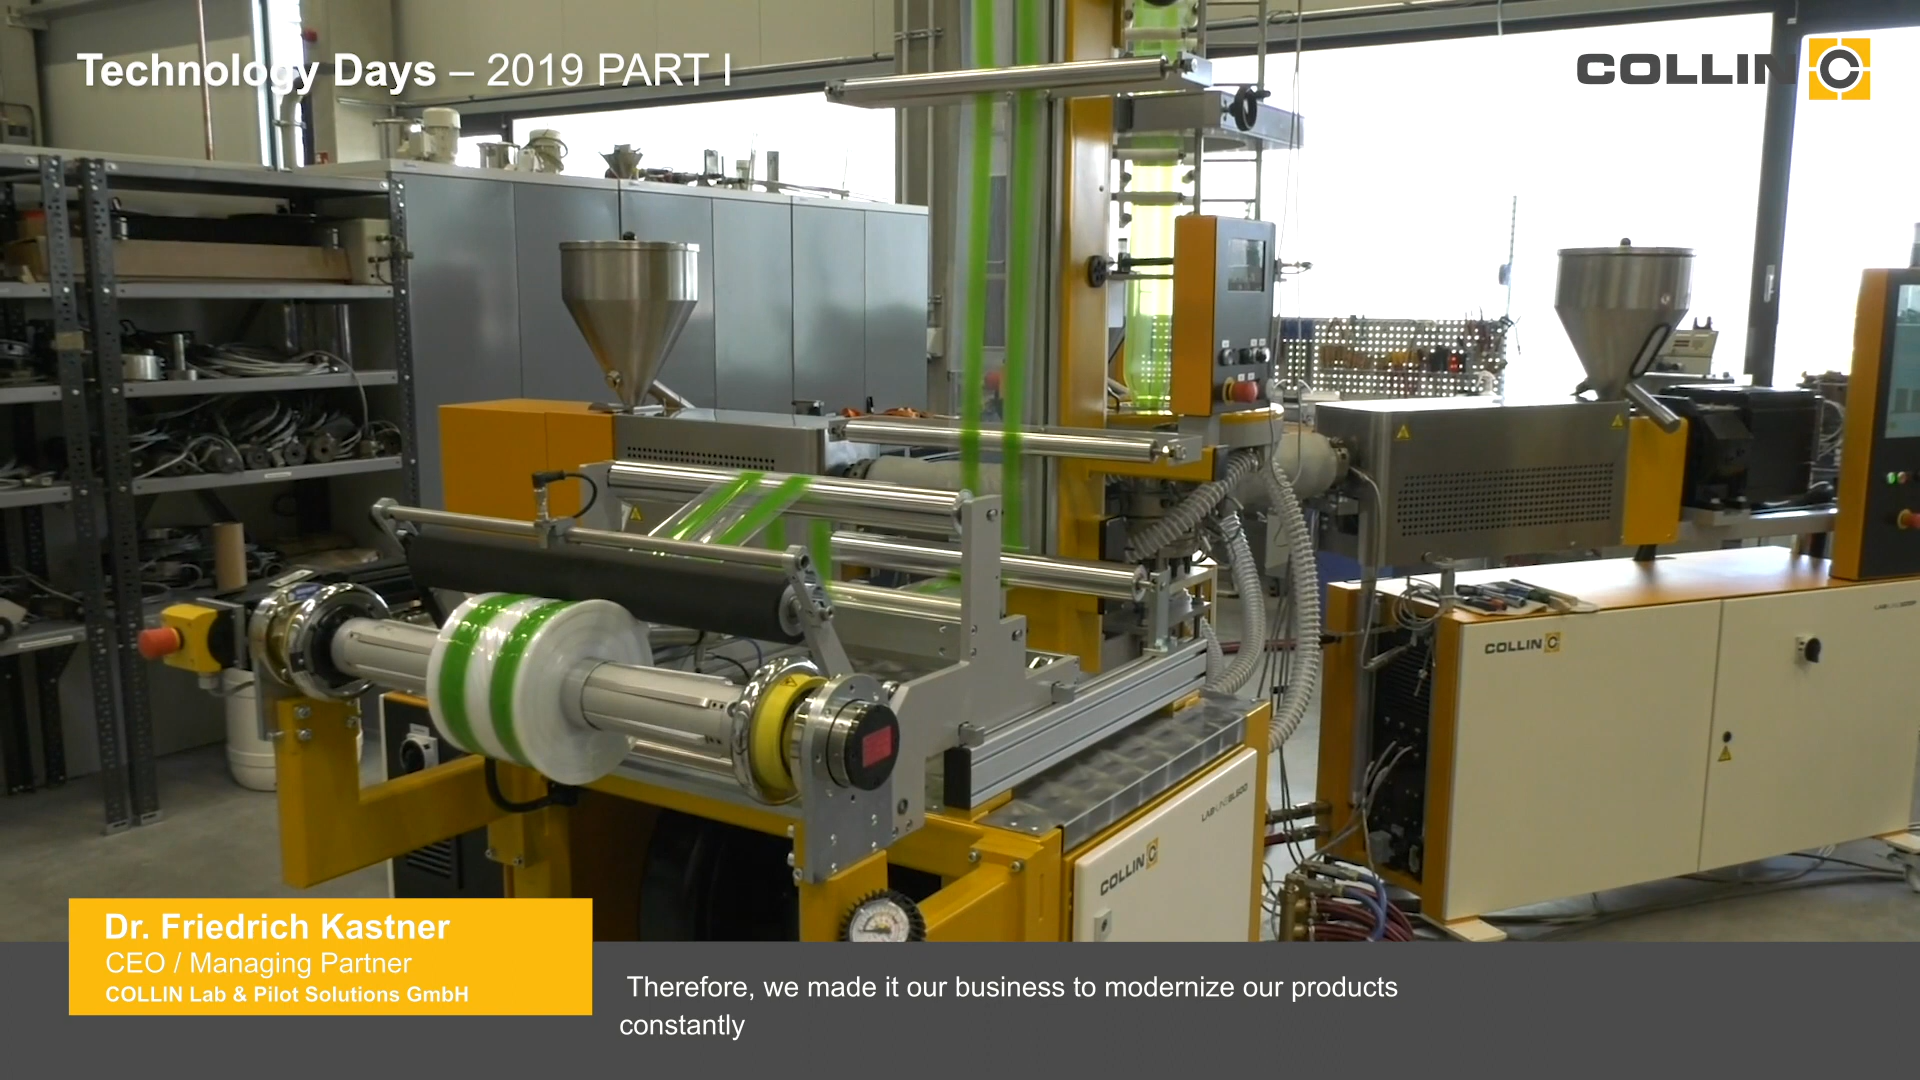 Technology Days – 2019 PART I
COLLIN
COLLIN
COLLIN
Dr. Friedrich Kastner
CEO / Managing Partner
COLLIN Lab & Pilot Solutions GmbH
Therefore, we made it our business to modernize our products
constantly